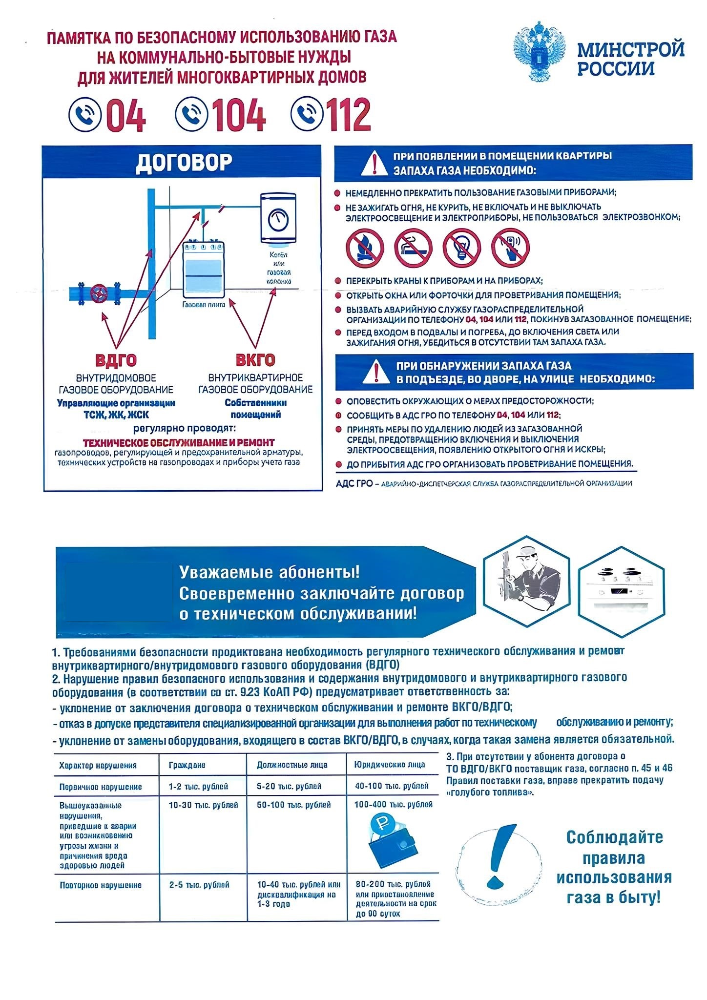 ПАМЯТКА ПО БЕЗОПАСНОМУ ИСПОЛЬЗОВАНИЮ ГАЗА
НА КОММУНАЛЬНО-БЫТОВЫЕ НУЖДЫ
ДЛЯ ЖИТЕЛЕЙ МНОГОКВАРТИРНЫХ ДОМОВ
МИНСТРОЙ
РОССИИ
04 104 112
ДОГОВОР
Котёл
или
газовая
колонка
Газовая плита
ВДГО
ВНУТРИДОМОВОЕ
ГАЗОВОЕ ОБОРУДОВАНИЕ
Управляющие организации
ТСЖ, ЖК, ЖСК
ВКГО
ВНУТРИКВАРТИРНОЕ
ГАЗОВОЕ ОБОРУДОВАНИЕ
Собственники
помощений
регулярно проводят:
ТЕХНИЧЕСКОЕ ОБСЛУЖИВАНИЕ И РЕМОНТ
газопроводов, регулирующей и предохранительной арматуры,
технических устройств на газопроводах и приборы учета газа
ПРИ ПОЯВЛЕНИИ В ПОМЕЩЕНИИ КВАРТИРЫ
ЗАПАХА ГАЗА НЕОБХОДИМО:
НЕМЕДЛЕННО ПРЕКРАТИТЬ ПОЛЬЗОВАНИЕ ГАЗОВЫМИ ПРИБОРАМИ;
НЕ ЗАЖИГАТЬ ОГНЯ, НЕ КУРИТЬ, НЕ ВКЛЮЧАТЬ И НЕ ВЫКЛЮЧАТЬ
ЭЛЕКТРООСВЕЩЕНИЕ И ЭЛЕКТРОПРИБОРЫ, НЕ ПОЛЬЗОВАТЬСЯ ЭЛЕКТРОЗВОНКОМ;
ПЕРЕКРЫТЬ КРАНЫ К ПРИБОРАМ И НА ПРИБОРАХ;
ОТКРЫТЬ ОКНА ИЛИ ФОРТОЧКИ ДЛЯ ПРОВЕТРИВАНИЯ ПОМЕЩЕНИЯ;
ВЫЗВАТЬ АВАРИЙНУЮ СЛУЖБУ ГАЗОРАСПРЕДЕЛИТЕЛЬНОЙ
ОРГАНИЗАЦИИ ПО ТЕЛЕФОНУ 04, 104 ИЛИ 112, ПОКИНУВ ЗАГАЗОВАННОЕ ПОМЕЩЕНИЕ;
ПЕРЕД ВХОДОМ В ПОДВАЛЫ И ПОГРЕБА, ДО ВКЛЮЧЕНИЯ СВЕТА ИЛИ
ЗАЖИГАНИЯ ОГНЯ, УБЕДИТЬСЯ В ОТСУТСТВИИ ТАМ ЗАПАХА ГАЗА.
ПРИ ОБНАРУЖЕНИИ ЗАПАХА ГАЗА
В ПОДЪЕЗДЕ, ВО ДВОРЕ, НА УЛИЦЕ НЕОБХОДИМО:
ОПОВЕСТИТЬ ОКРУЖАЮЩИХ О МЕРАХ ПРЕДОСТОРОЖНОСТИ;
СООБЩИТЬ В АДС ГРО ПО ТЕЛЕФОНУ 04, 104 ИЛИ 112;
ПРИНЯТЬ МЕРЫ ПО УДАЛЕНИЮ ЛЮДЕЙ ИЗ ЗАГАЗОВАННОЙ
СРЕДЫ, ПРЕДОТВРАЩЕНИЮ ВКЛЮЧЕНИЯ И ВЫКЛЮЧЕНИЯ
ЭЛЕКТРООСВЕЩЕНИЯ, ПОЯВЛЕНИЮ ОТКРЫТОГО ОГНЯ И ИСКРЫ;
ДО ПРИБЫТИЯ АДС ГРО ОРГАНИЗОВАТЬ ПРОВЕТРИВАНИЕ ПОМЕЩЕНИЯ.
АДС ГРО – АВАРИЙНО-ДИСПЕТЧЕРСКАЯ СЛУЖБА ГАЗОРАСПРЕДЕЛИТЕЛЬНОЙ ОРГАНИЗАЦИИ
Уважаемые абоненты!
Своевременно заключайте договор
о техническом обслуживании!
1. Требованиями безопасности продиктована необходимость регулярного технического обслуживания и ремонт
внутриквартирного/внутридомового газового оборудования (ВДГО)
2. Нарушение правил безопасного использования и содержания внутридомового и внутриквартирного газового
оборудования (в соответствии со ст. 9.23 КоАП РФ) предусматривает ответственность за:
- уклонение от заключения договора о техническом обслуживании и ремонте ВКГО/ВДГО;
- отказ в допуске представителя специализированной организации для выполнения работ по техническому обслуживанию и ремонту;
- уклонение от замены оборудования, входящего в состав ВКГО/ВДГО, в случаях, когда такая замена является обязательной.
Характер нарушения Граждане Должностные лица Юридические лица
Первичное нарушение 1-2 тыс. рублей 5-20 тыс. рублей 40-100 тыс. рублей
Вышеуказанные
нарушения,
приведшие к аварии
или возникновению
угрозы жизни и
причинения вреда
здоровью людей
10-30 тыс. рублей 50-100 тыс. рублей 100-400 тыс. рублей
Повторное нарушение 2-5 тыс. рублей
10-40 тыс. рублей или
дисквалификация на
1-3 года
80-200 тыс. рублей
или приостановление
деятельности на срок
до 90 суток
3. При отсутствии у абонента договора о
ТО ВДГО/ВКГО поставщик газа, согласно п. 45 и 46
Правил поставки газа, вправе прекратить подачу
«голубого топлива».
Соблюдайте
правила
использования
газа в быту!